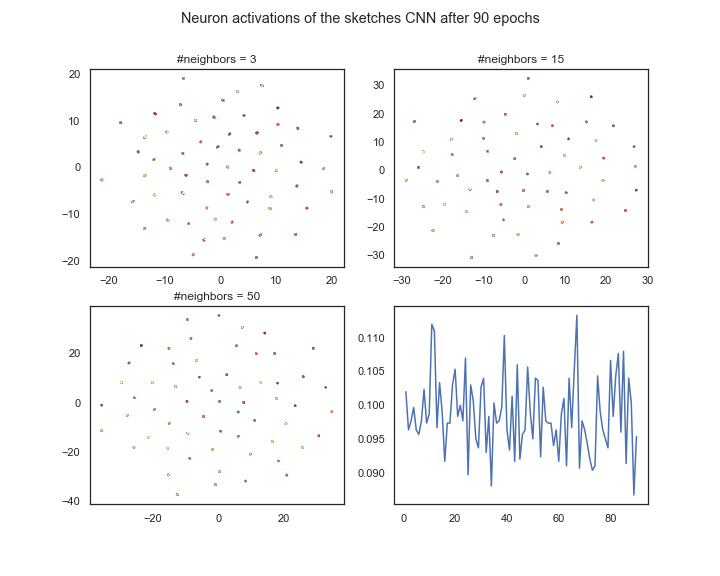 Neuron activations of the sketches CNN after 90 epochs
#neighbors = 3
20
10
0
−10
−20
−20 −10 0 10 20
#neighbors = 15
30
20
10
0
−10
−20
−30
−30 −20 −10 0 10 20 30
#neighbors = 50
20
0
−20
−40
−20 0 20
0.110
0.105
0.100
0.095
0.090
0 20 40 60 80